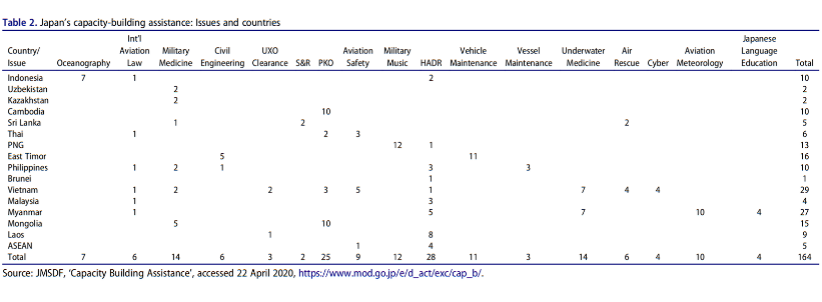 Table 2. Japan's capacity-building assistance: Issues and countries
Country/ Issue Oceanography Int'l Aviation Law Military Medicine Civil Engineering UXO Clearance S&R PKO Aviation Safety Military Music HADR Vehicle Maintenance Vessel Maintenance Underwater Medicine Air Rescue Cyber Aviation Meteorology Japanese Language Education Total
Indonesia 7 1 2 10
Uzbekistan 2 2
Kazakhstan 2 2
Cambodia 10 10
Sri Lanka 1 2 2 5
Thai 1 2 3 6
PNG 12 1 13
East Timor 5 11 16
Philippines 1 2 1 3 3 10
Brunei 1 1
Vietnam 1 2 2 3 5 1 7 4 4 29
Malaysia 1 3 4
Myanmar 1 5 7 10 4 27
Mongolia 5 10 15
Laos 1 8 9
ASEAN 1 4 5
Total 7 6 14 6 3 2 25 9 12 28 11 3 14 6 4 10 4 164
Source: JMSDF, 'Capacity Building Assistance', accessed 22 April 2020, https://www.mod.go.jp/e/d_act/exc/cap_b/.